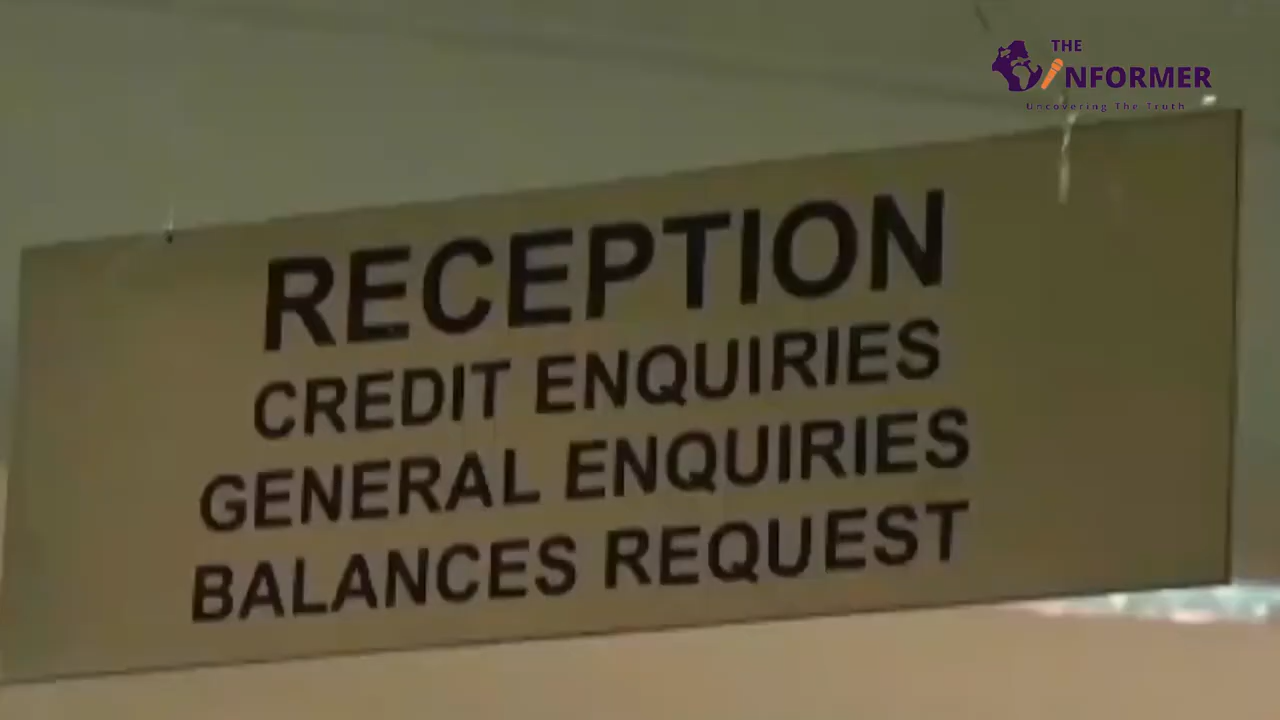 THE
INFORMER
Uncovering The Truth
RECEPTION
CREDIT ENQUIRIES
GENERAL ENQUIRIES
BALANCES REQUEST